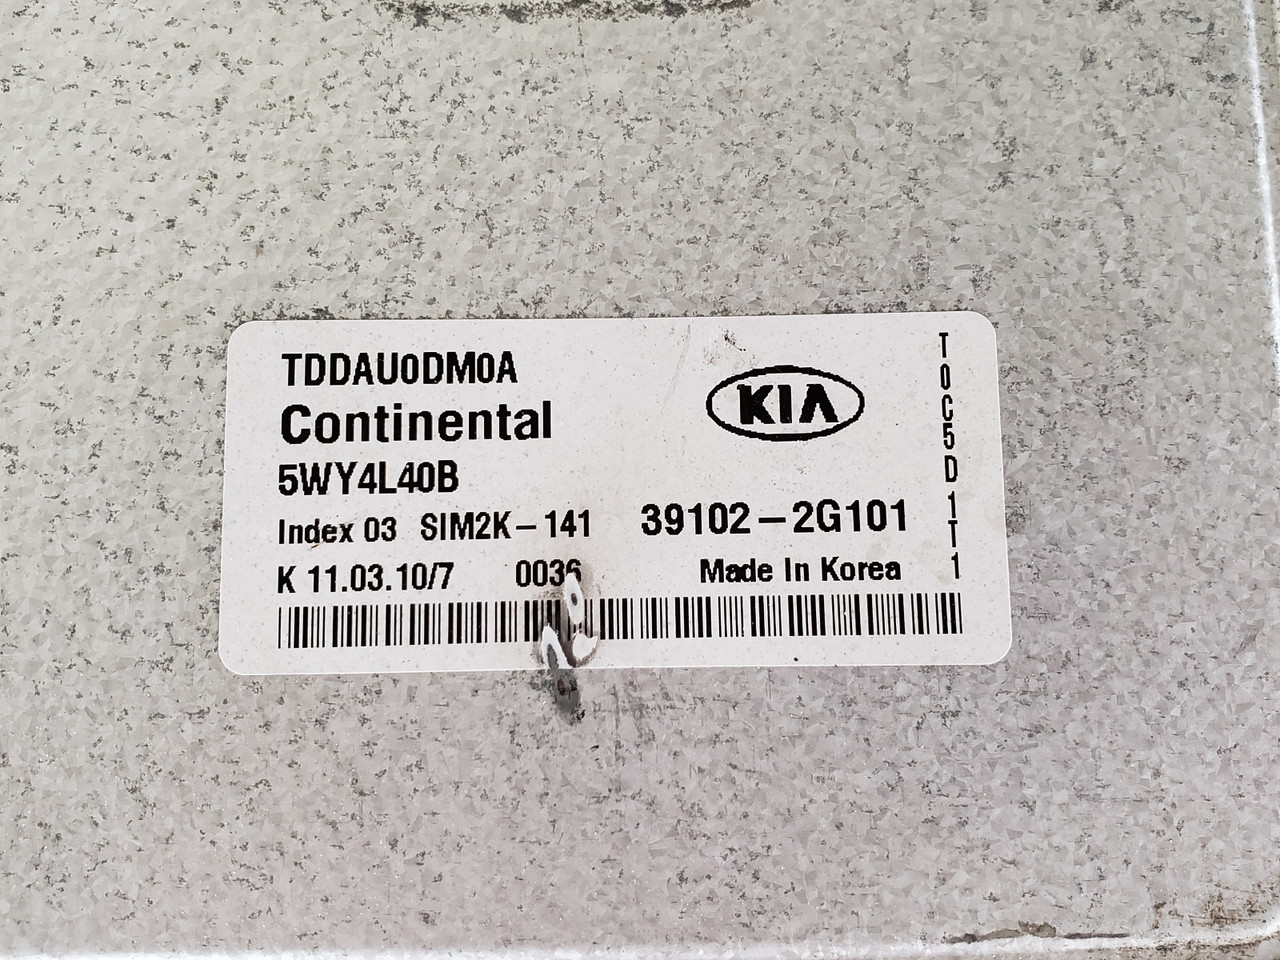 TDDAU0DM0A
Continental
KIA
5WY4L40B
Index 03 SIM2K-141 39102-2G101
K 11.03.10/7 0036 Made In Korea
T0C5D1T1